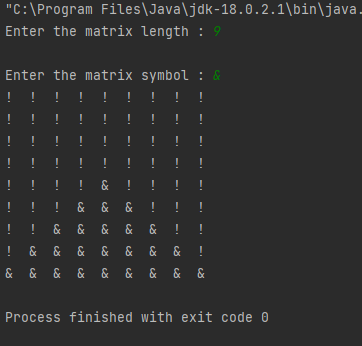 "C:\Program Files\Java\jdk-18.0.2.1\bin\java.
Enter the matrix length : 9
Enter the matrix symbol : &
! ! ! ! ! ! ! ! !
! ! ! ! ! ! ! ! !
! ! ! ! ! ! ! ! !
! ! ! ! ! ! ! ! !
! ! ! ! & ! ! ! !
! ! ! & & & ! ! !
! ! & & & & & ! !
! & & & & & & & !
& & & & & & & & &
Process finished with exit code 0